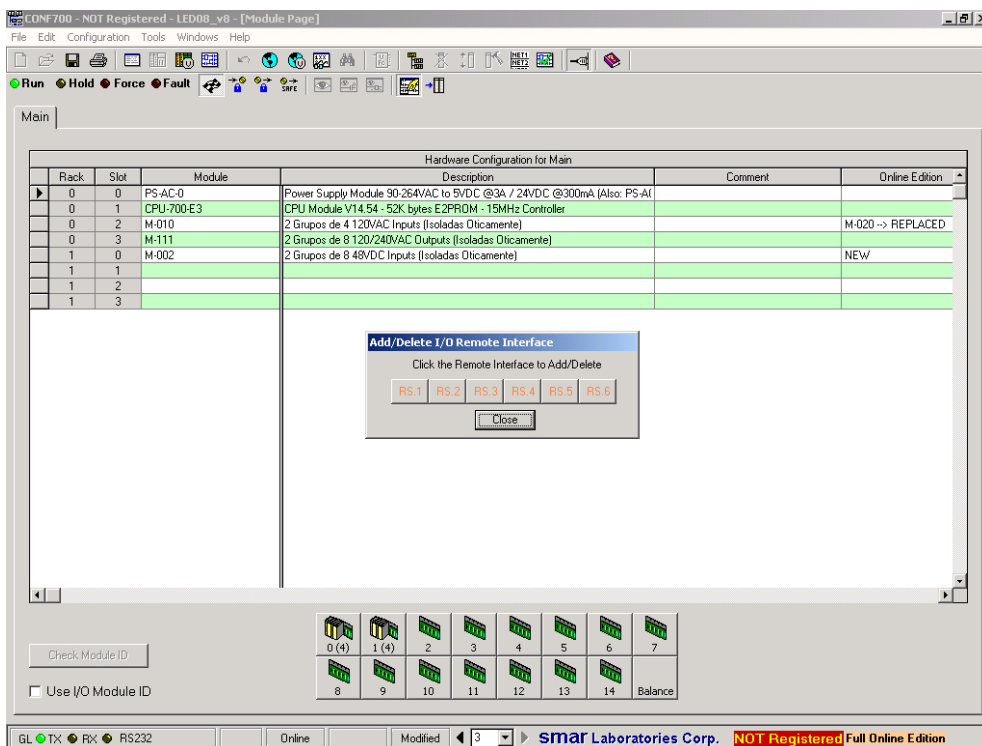 CONF700 - NOT Registered - LED08_v8 - [Module Page]
File Edit Configuration Tools Windows Help
Run Hold Force Fault SAFE
Main
Hardware Configuration for Main
Rack Slot Module Description Comment Online Edition
0 0 PS-AC-0 Power Supply Module 90-264VAC to 5VDC @3A / 24VDC @300mA (Also: PS-A(
0 1 CPU-700-E3 CPU Module V14.54 - 52K bytes E2PROM - 15MHz Controller
0 2 M-010 2 Grupos de 4 120VAC Inputs (Isoladas Oticamente) M-020 --> REPLACED
0 3 M-111 2 Grupos de 8 120/240VAC Outputs (Isoladas Oticamente)
1 0 M-002 2 Grupos de 8 48VDC Inputs (Isoladas Oticamente) NEW
1 1
1 2
1 3
Add/Delete I/O Remote Interface
Click the Remote Interface to Add/Delete
RS.1 RS.2 RS.3 RS.4 RS.5 RS.6
Close
0 (4) 1 (4) 2 3 4 5 6 7
Check Module ID
8 9 10 11 12 13 14 Balance
Use I/O Module ID
GL TX RX RS232 Online Modified 3 smar Laboratories Corp. NOT Registered Full Online Edition